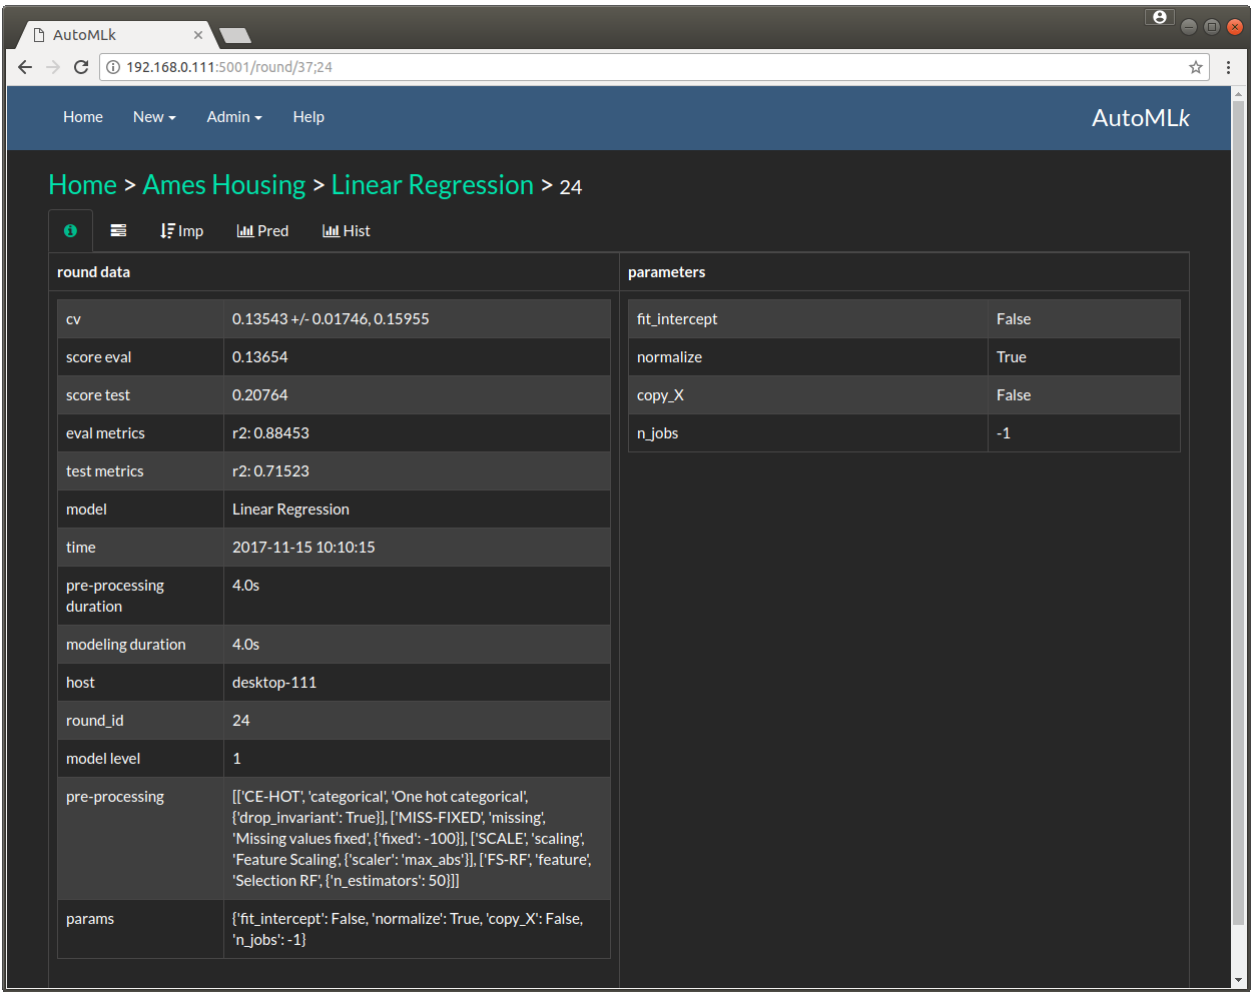 AutoMLk
192.168.0.111:5001/round/37;24
Home New Admin Help AutoMLk
Home > Ames Housing > Linear Regression > 24
Imp Pred Hist
round data
cv 0.13543 +/- 0.01746, 0.15955
score eval 0.13654
score test 0.20764
eval metrics r2: 0.88453
test metrics r2: 0.71523
model Linear Regression
time 2017-11-15 10:10:15
pre-processing 4.0s
duration
modeling duration 4.0s
host desktop-111
round_id 24
model level 1
pre-processing [['CE-HOT', 'categorical', 'One hot categorical',
{'drop_invariant': True}], ['MISS-FIXED', 'missing',
'Missing values fixed', {'fixed': -100}], ['SCALE', 'scaling',
'Feature Scaling', {'scaler': 'max_abs'}], ['FS-RF', 'feature',
'Selection RF', {'n_estimators': 50}]]
params {'fit_intercept': False, 'normalize': True, 'copy_X': False,
'n_jobs': -1}
parameters
fit_intercept False
normalize True
copy_X False
n_jobs -1